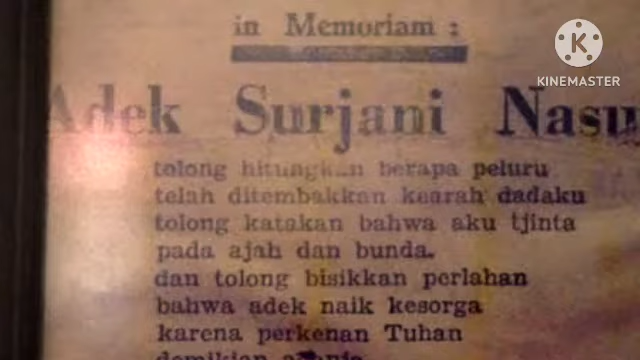 in Memoriam :
KINEMASTER
Adek Surjani Nasu
tolong hitungkan berapa peluru
telah ditembakkan kearah dadaku
tolong katakan bahwa aku tjinta
pada ajah dan bunda.
dan tolong bisikkan perlahan
bahwa adek naik kesorga
karena perkenan Tuhan
demikian